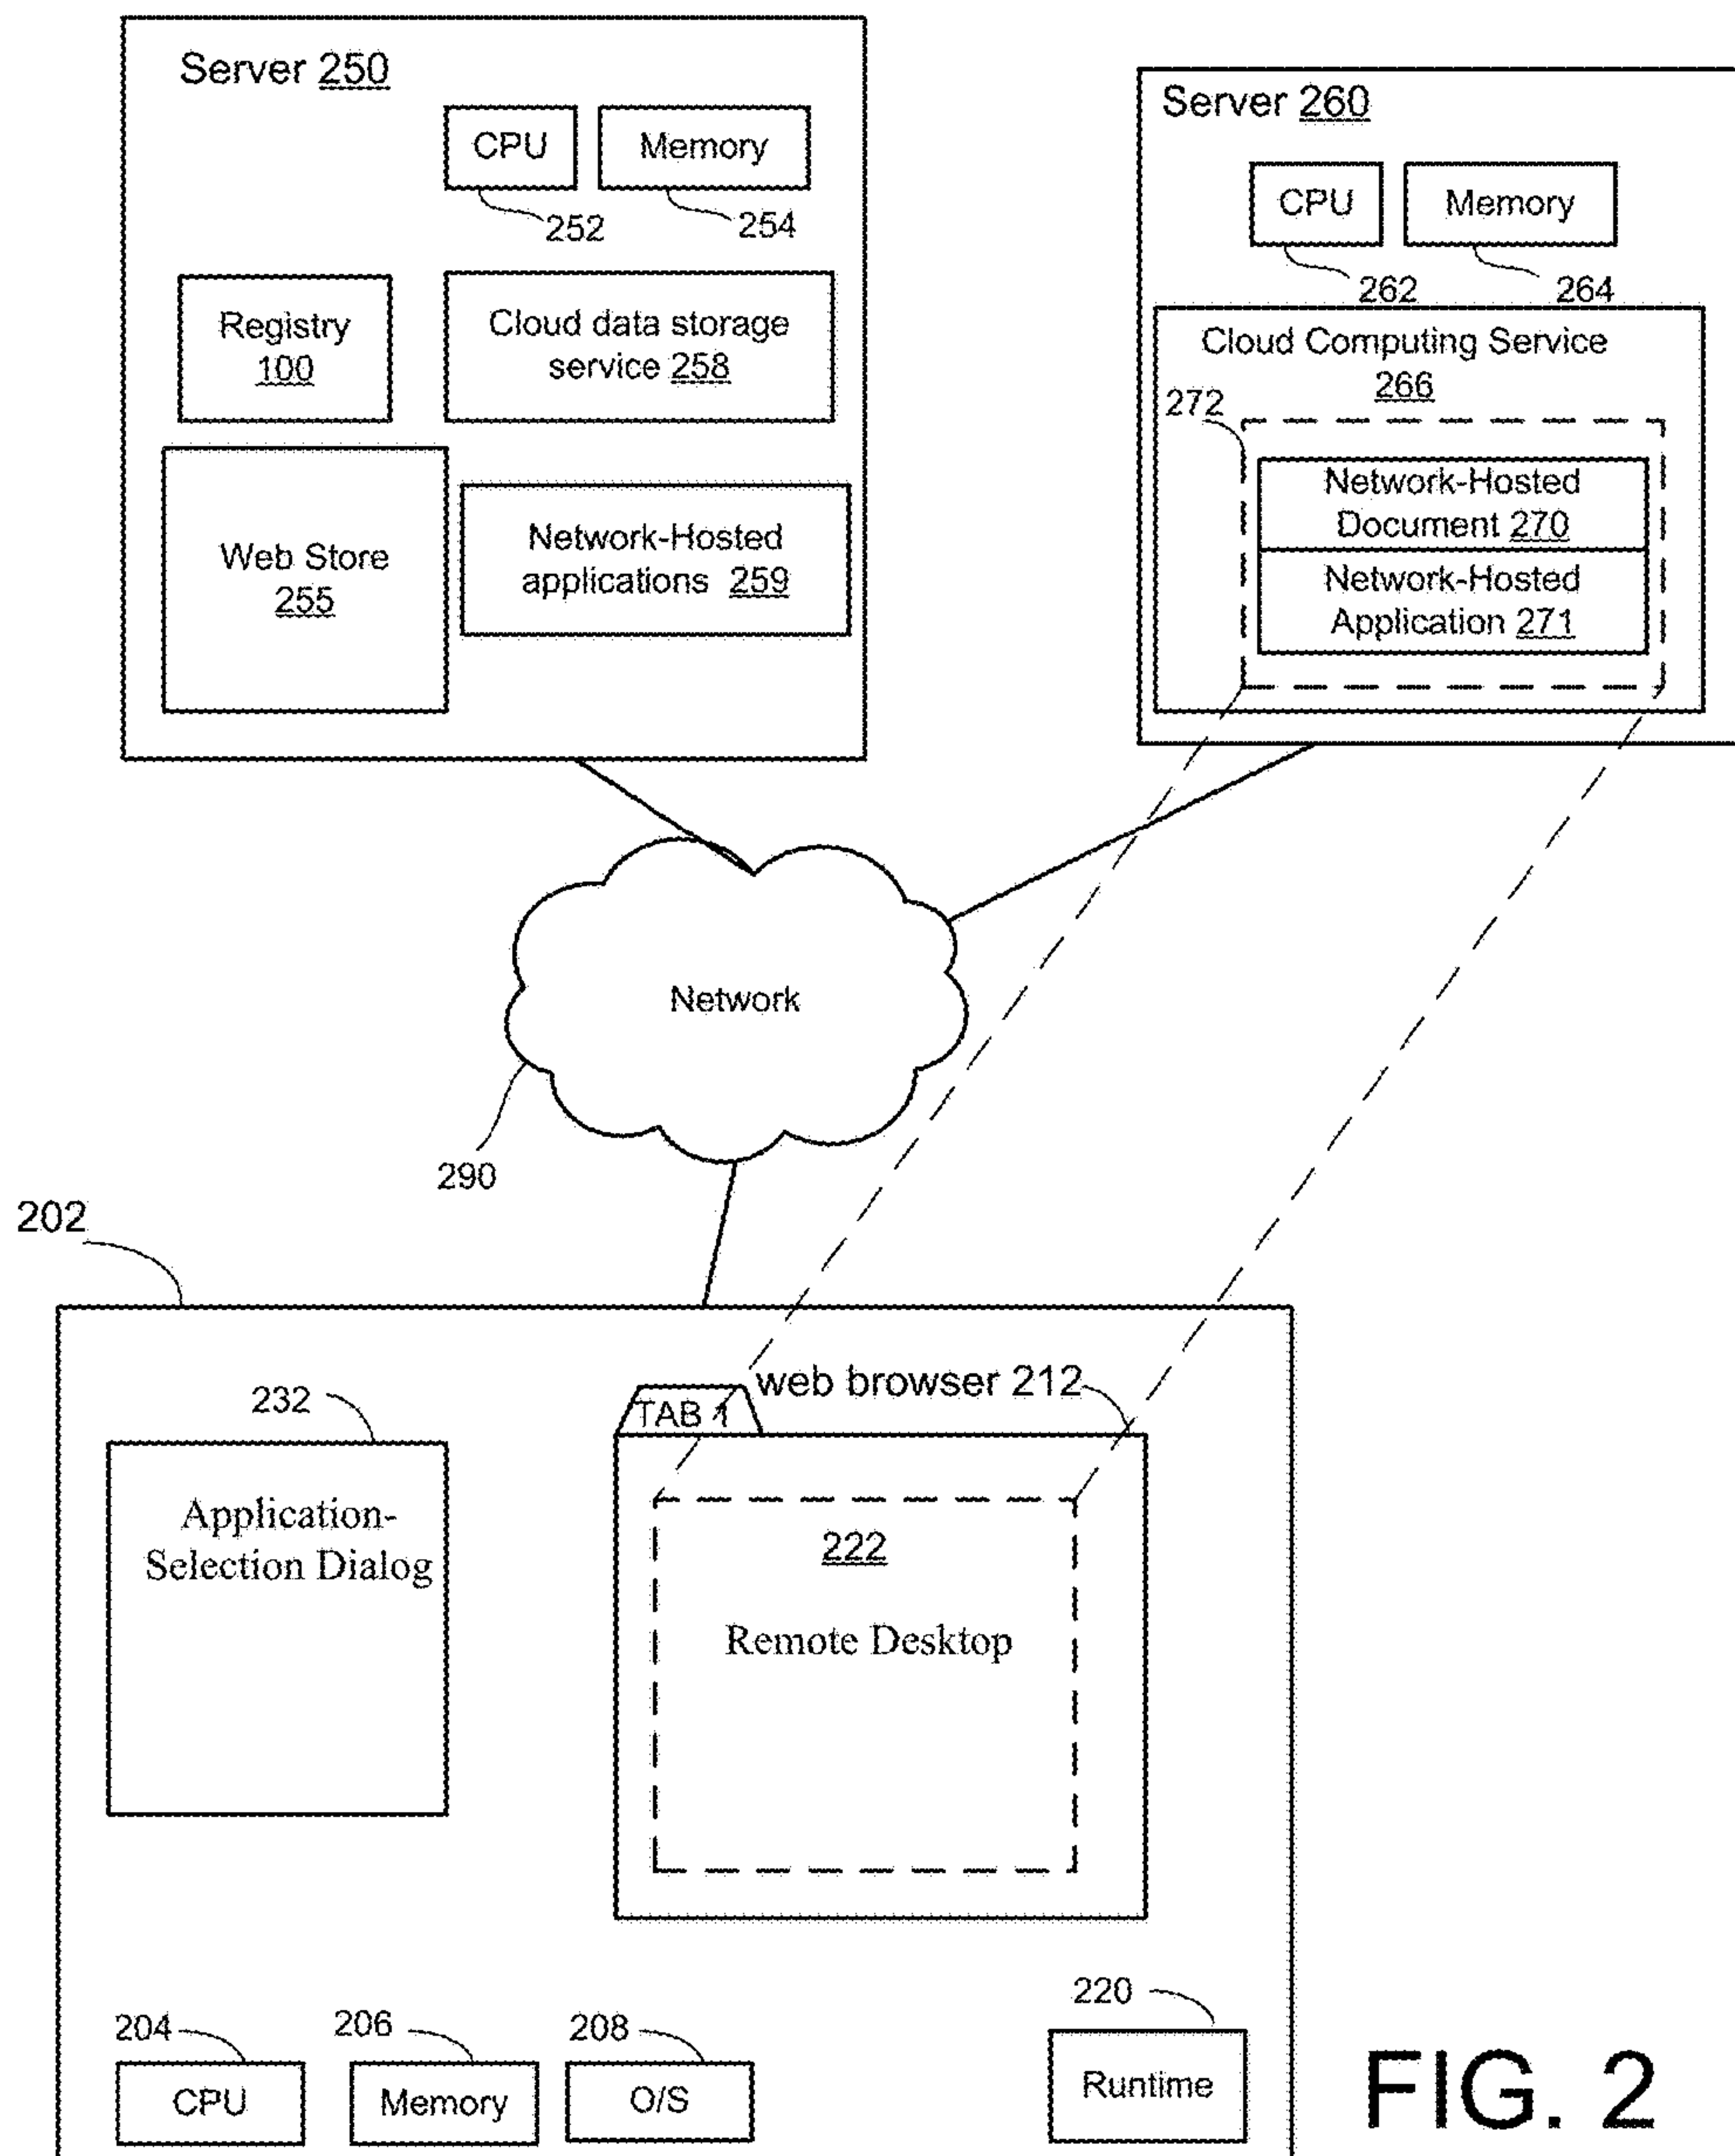 Server 250
CPU
Memory
252
254
Registry
100
Cloud data storage
service 258
Web Store
255
Network-Hosted
applications 259
Server 260
CPU
Memory
262
264
Cloud Computing Service
266
272
Network-Hosted
Document 270
Network-Hosted
Application 271
Network
290
202
232
Application-
Selection Dialog
web browser 212
TAB 1
222
Remote Desktop
204
CPU
206
Memory
208
O/S
220
Runtime
FIG. 2